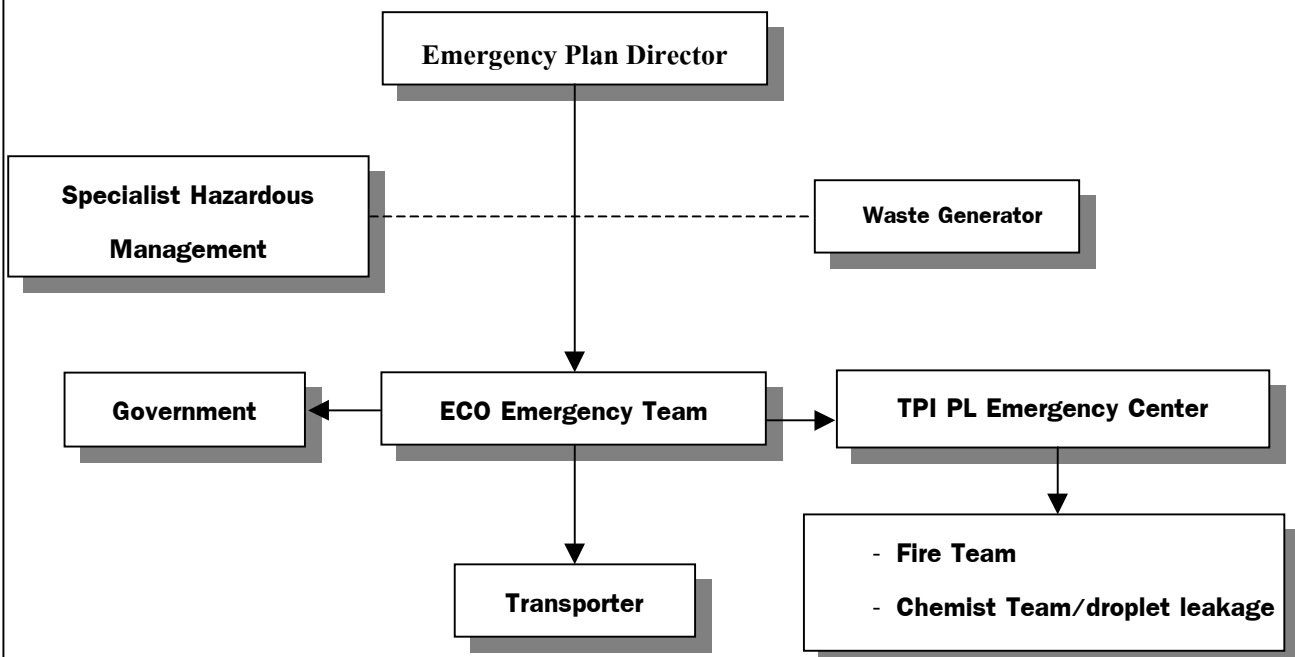 Emergency Plan Director
Specialist Hazardous
Management
Waste Generator
Government
ECO Emergency Team
TPI PL Emergency Center
Transporter
- Fire Team
- Chemist Team/droplet leakage